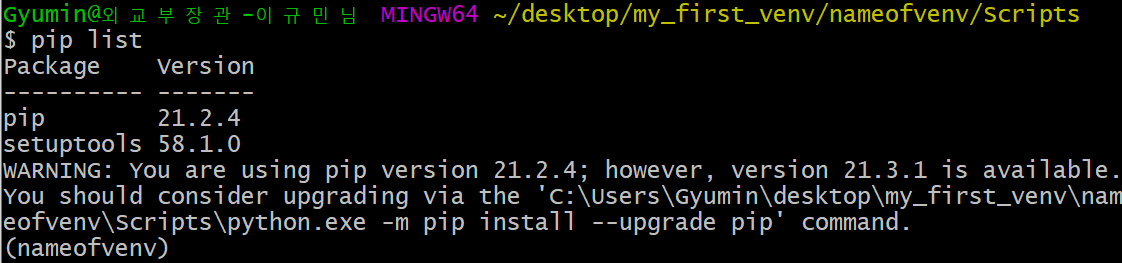 Gyumin@외교부장관-이규민님 MINGW64 ~/desktop/my_first_venv/nameofvenv/Scripts
$ pip list
Package    Version
---------- -------
pip        21.2.4
setuptools 58.1.0
WARNING: You are using pip version 21.2.4; however, version 21.3.1 is available.
You should consider upgrading via the 'C:\Users\Gyumin\desktop\my_first_venv\nam
eofvenv\Scripts\python.exe -m pip install --upgrade pip' command.
(nameofvenv)